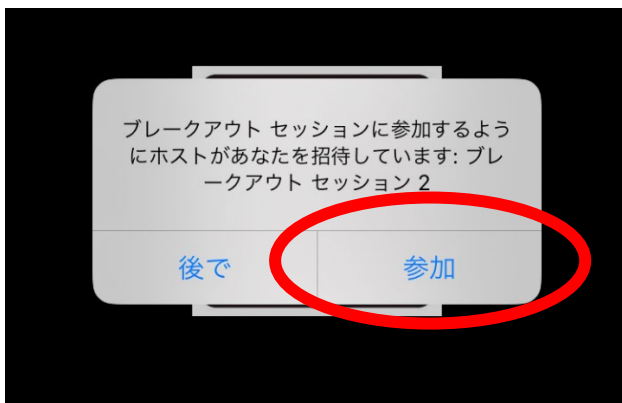 ブレークアウト セッションに参加するよう
にホストがあなたを招待しています: ブレ
ークアウト セッション 2
後で
参加